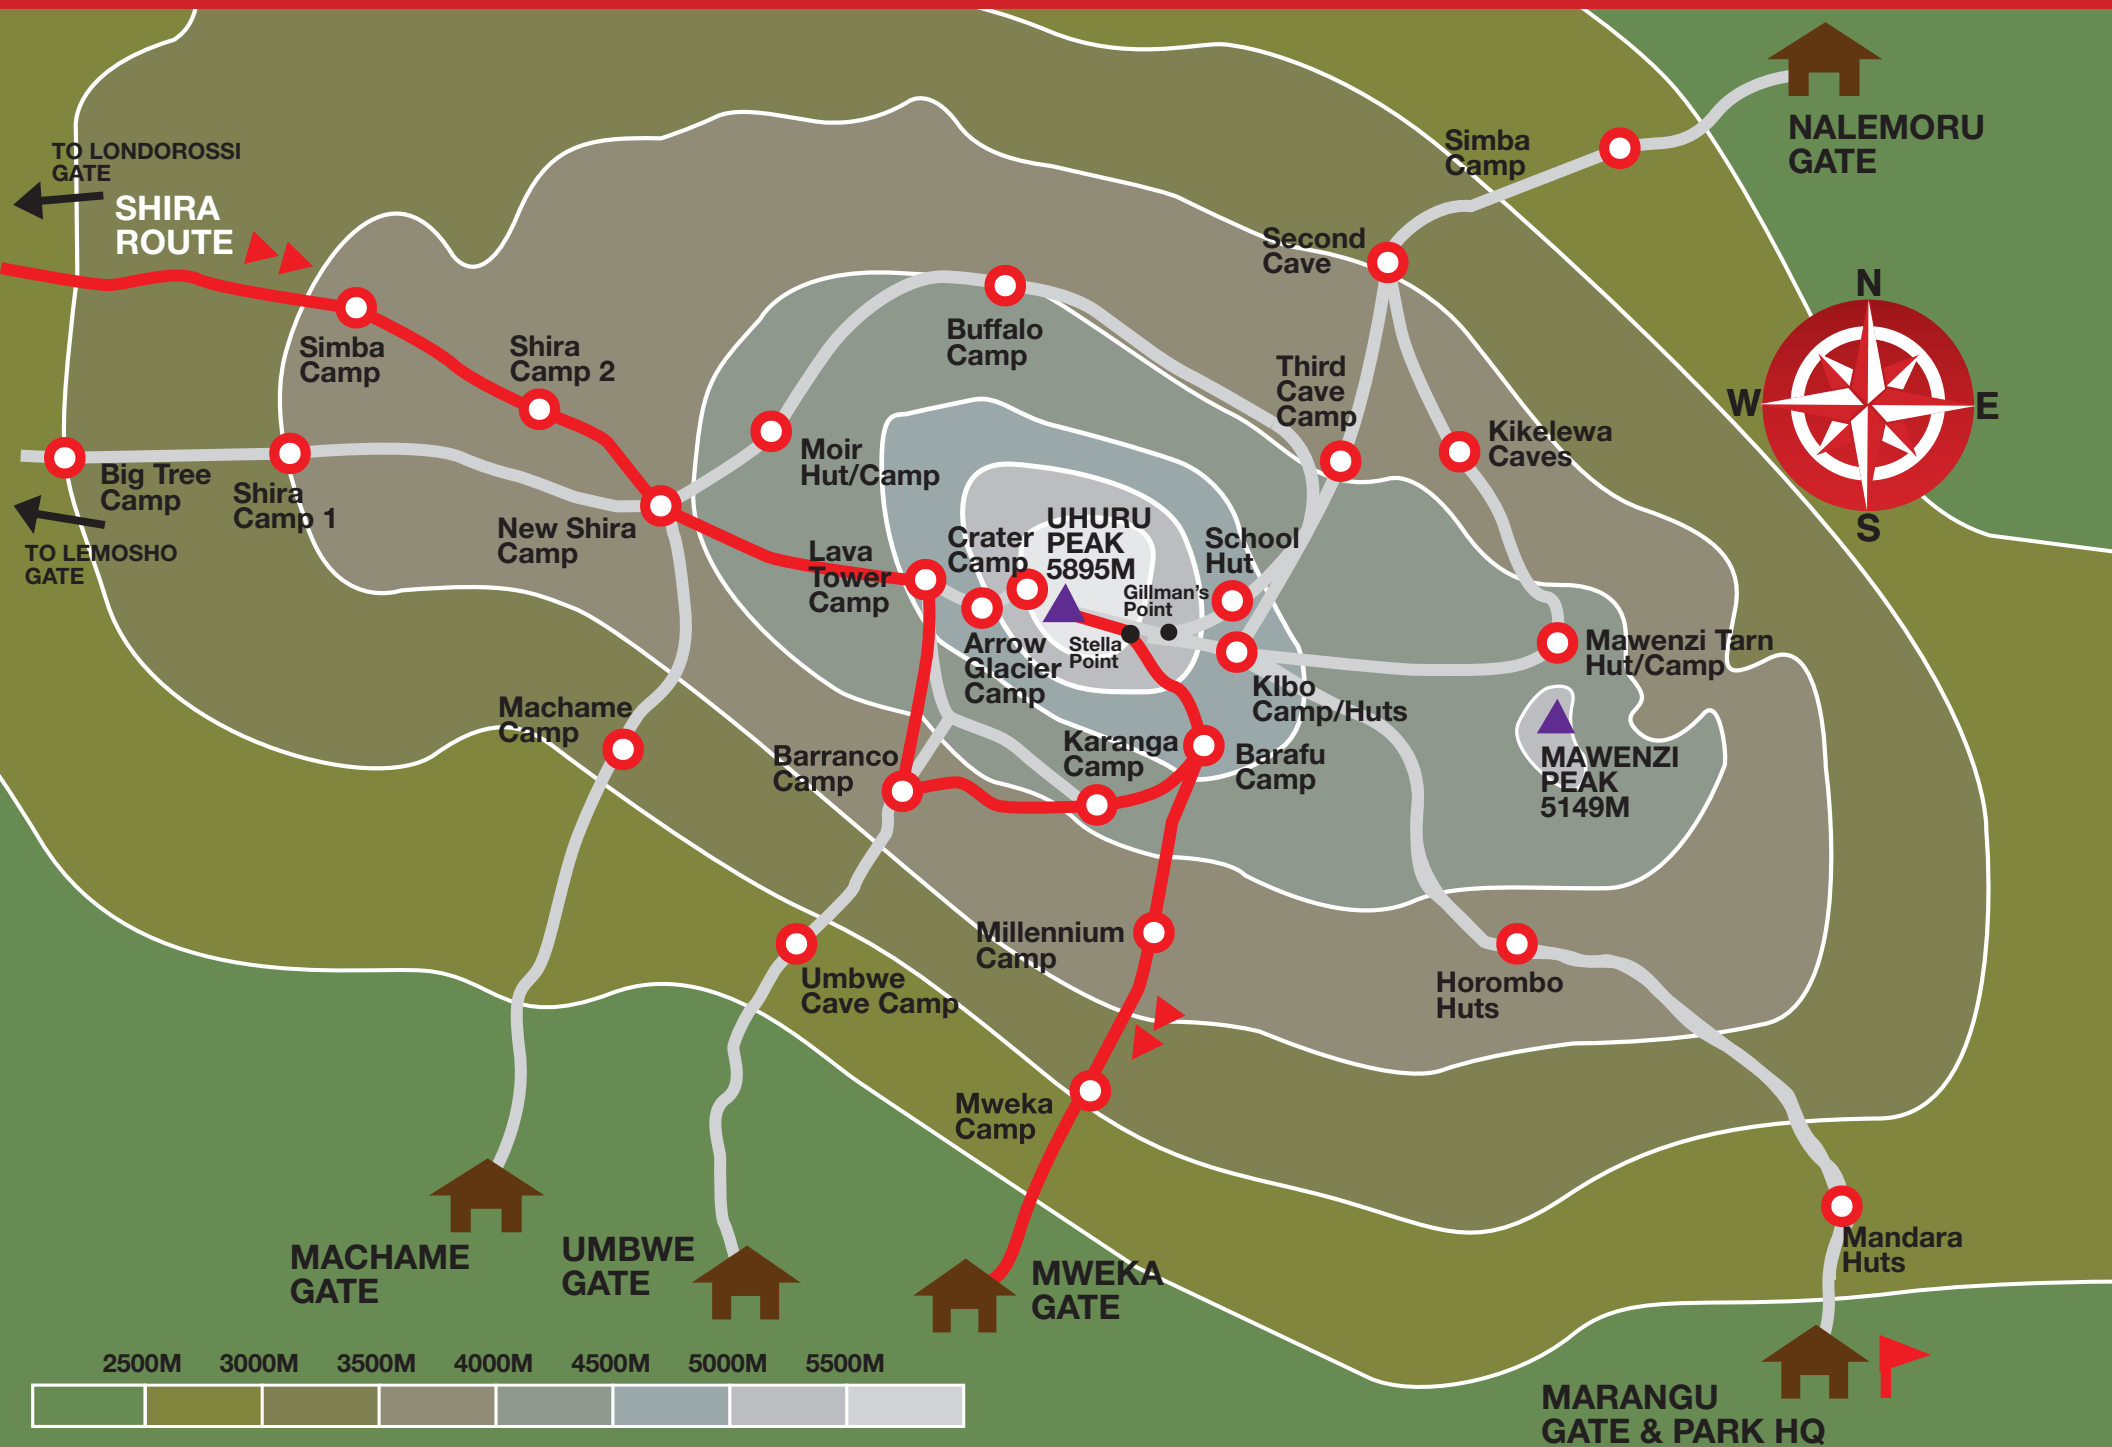 TO LONDOROSSI
GATE
SHIRA
ROUTE
NALEMORU
GATE
Simba
Camp
Second
Cave
N
W
E
S
Simba
Camp
Shira
Camp 2
Buffalo
Camp
Third
Cave
Camp
Kikelewa
Caves
Moir
Hut/Camp
Big Tree
Camp
Shira
Camp 1
New Shira
Camp
TO LEMOSHO
GATE
Lava
Tower
Camp
Crater
Camp
UHURU
PEAK
5895M
School
Hut
Gillman's
Point
Stella
Point
Arrow
Glacier
Camp
Mawenzi Tarn
Hut/Camp
KIbo
Camp/Huts
Machame
Camp
Barranco
Camp
Karanga
Camp
Barafu
Camp
MAWENZI
PEAK
5149M
Millennium
Camp
Umbwe
Cave Camp
Horombo
Huts
Mweka
Camp
Mandara
Huts
MACHAME
GATE
UMBWE
GATE
MWEKA
GATE
MARANGU
GATE & PARK HQ
2500M 3000M 3500M 4000M 4500M 5000M 5500M